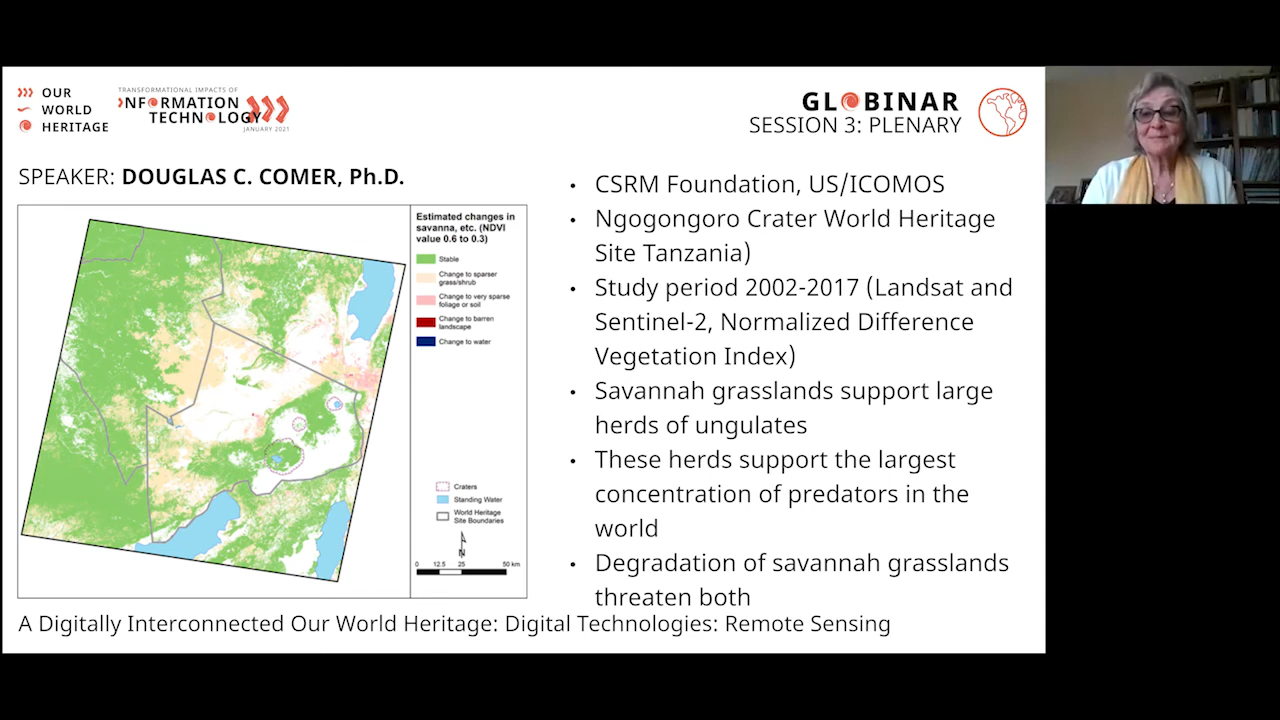 OUR
WORLD
HERITAGE
TRANSFORMATIONAL IMPACTS OF
INFORMATION
TECHNOLOGY
JANUARY 2021
GLOBINAR
SESSION 3: PLENARY
SPEAKER: DOUGLAS C. COMER, Ph.D.
Estimated changes in
savanna, etc. (NDVI
value 0.6 to 0.3)
Stable
Change to sparser
grass/shrub
Change to very sparse
foliage or soil
Change to barren
landscape
Change to water
Craters
Standing Water
World Heritage
Site Boundaries
N
0 12.5 25 50 km
• CSRM Foundation, US/ICOMOS
• Ngogongoro Crater World Heritage
Site Tanzania)
• Study period 2002-2017 (Landsat and
Sentinel-2, Normalized Difference
Vegetation Index)
• Savannah grasslands support large
herds of ungulates
• These herds support the largest
concentration of predators in the
world
• Degradation of savannah grasslands
threaten both
A Digitally Interconnected Our World Heritage: Digital Technologies: Remote Sensing